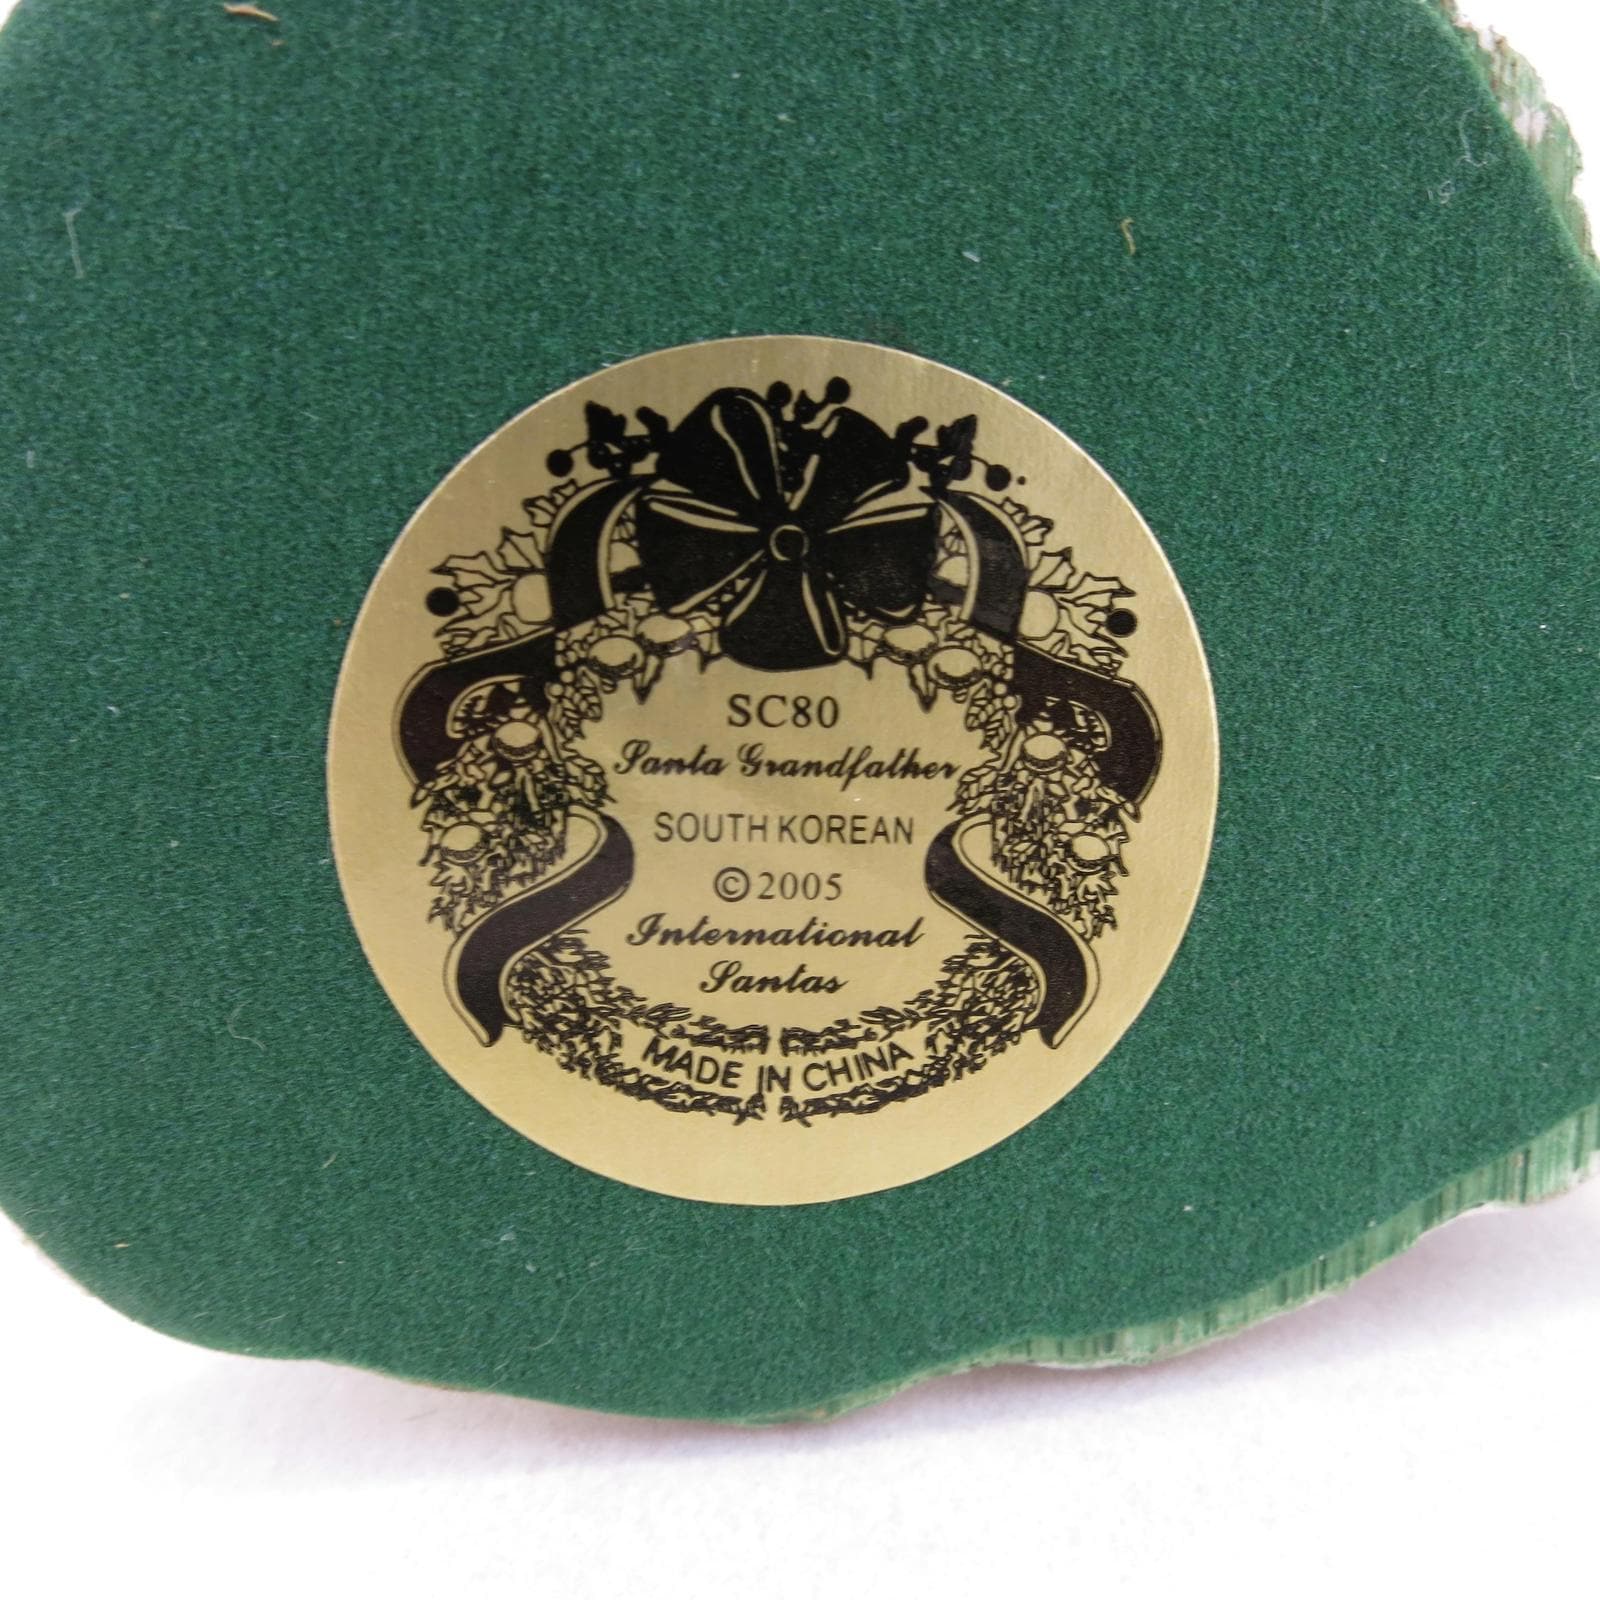 SC80
Santa Grandfather
SOUTH KOREAN
©2005
International
Santas
MADE IN CHINA